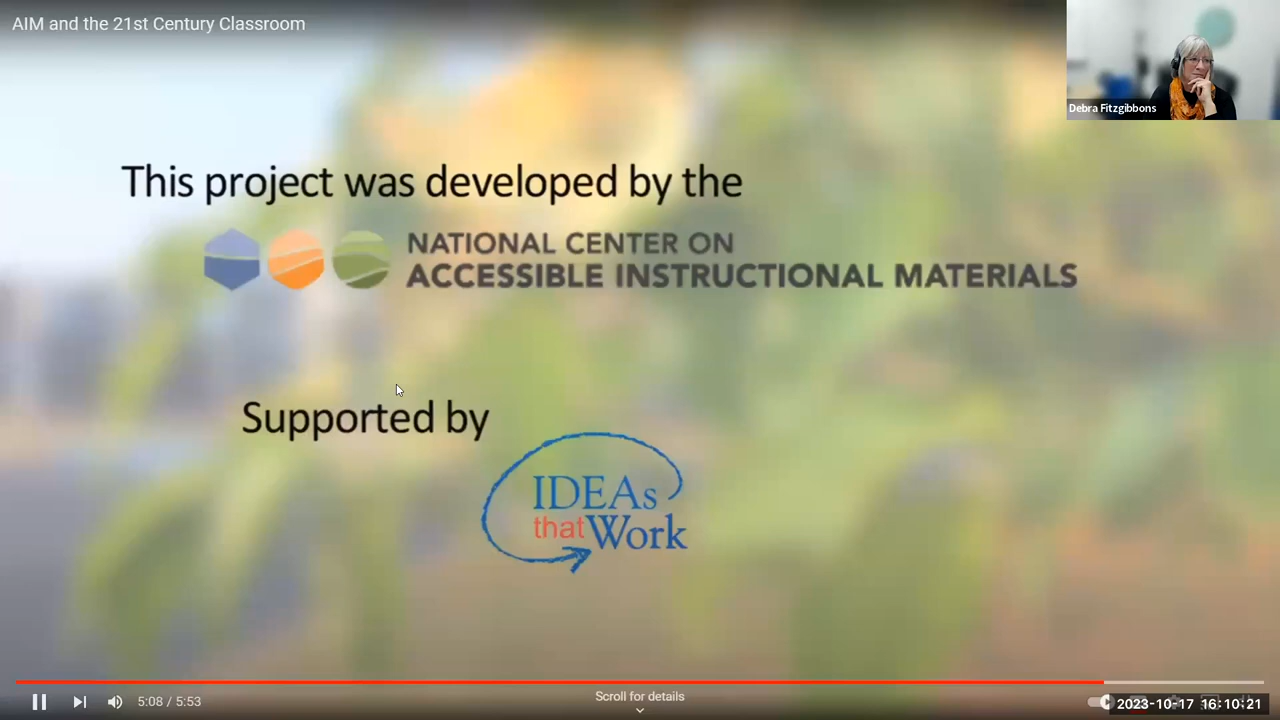 AIM and the 21st Century Classroom
Debra Fitzgibbons
This project was developed by the
NATIONAL CENTER ON
ACCESSIBLE INSTRUCTIONAL MATERIALS
Supported by
IDEAs
that Work
5:08 / 5:53
Scroll for details
2023-10-17 16:10:21